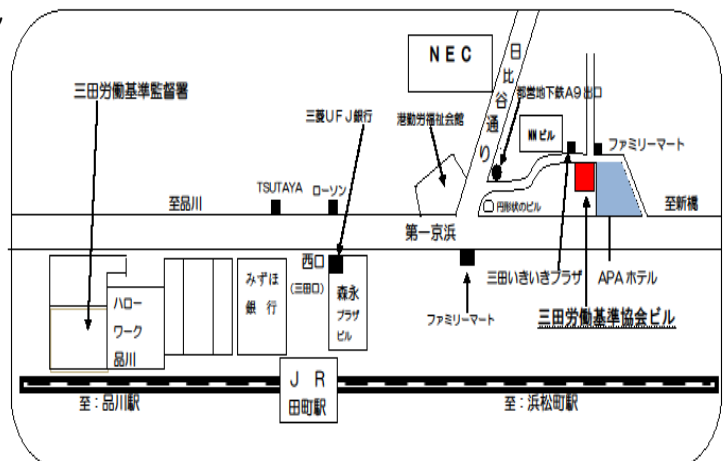 NEC
日比谷通り
三田労働基準監督署
三菱UFJ銀行
港勤労福祉会館
都営地下鉄A9出口
NNビル
ファミリーマート
至品川
TSUTAYA
ローソン
円形状のビル
至新橋
第一京浜
西口
(三田口)
みずほ
銀行
森永
プラザ
ビル
ハロー
ワーク
品川
ファミリーマート
三田いきいきプラザ
APAホテル
三田労働基準協会ビル
JR
田町駅
至:品川駅
至:浜松町駅